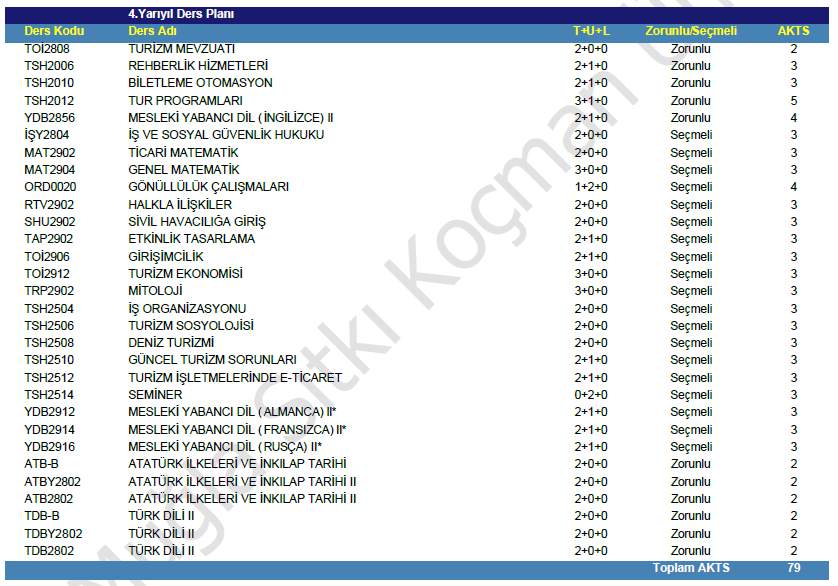 4.Yarıyıl Ders Planı
Ders Kodu Ders Adı T+U+L Zorunlu/Seçmeli AKTS
TOİ2808 TURİZM MEVZUATI 2+0+0 Zorunlu 2
TSH2006 REHBERLİK HİZMETLERİ 2+1+0 Zorunlu 3
TSH2010 BİLETLEME OTOMASYON 2+1+0 Zorunlu 3
TSH2012 TUR PROGRAMLARI 3+1+0 Zorunlu 5
YDB2856 MESLEKİ YABANCI DİL ( İNGİLİZCE) II 2+1+0 Zorunlu 4
İŞY2804 İŞ VE SOSYAL GÜVENLİK HUKUKU 2+0+0 Seçmeli 3
MAT2902 TİCARİ MATEMATİK 2+0+0 Seçmeli 3
MAT2904 GENEL MATEMATİK 3+0+0 Seçmeli 3
ORD0020 GÖNÜLLÜLÜK ÇALIŞMALARI 1+2+0 Seçmeli 4
RTV2902 HALKLA İLİŞKİLER 2+0+0 Seçmeli 3
SHU2902 SİVİL HAVACILIĞA GİRİŞ 2+0+0 Seçmeli 3
TAP2902 ETKİNLİK TASARLAMA 2+1+0 Seçmeli 3
TOİ2906 GİRİŞİMCİLİK 2+1+0 Seçmeli 3
TOİ2912 TURİZM EKONOMİSİ 3+0+0 Seçmeli 3
TRP2902 MİTOLOJİ 3+0+0 Seçmeli 3
TSH2504 İŞ ORGANİZASYONU 2+0+0 Seçmeli 3
TSH2506 TURİZM SOSYOLOJİSİ 2+0+0 Seçmeli 3
TSH2508 DENİZ TURİZMİ 2+0+0 Seçmeli 3
TSH2510 GÜNCEL TURİZM SORUNLARI 2+1+0 Seçmeli 3
TSH2512 TURİZM İŞLETMELERİNDE E-TİCARET 2+1+0 Seçmeli 3
TSH2514 SEMİNER 0+2+0 Seçmeli 3
YDB2912 MESLEKİ YABANCI DİL ( ALMANCA) II* 2+1+0 Seçmeli 3
YDB2914 MESLEKİ YABANCI DİL ( FRANSIZCA) II* 2+1+0 Seçmeli 3
YDB2916 MESLEKİ YABANCI DİL ( RUSÇA) II* 2+1+0 Seçmeli 3
ATB-B ATATÜRK İLKELERİ VE İNKILAP TARİHİ 2+0+0 Zorunlu 2
ATBY2802 ATATÜRK İLKELERİ VE İNKILAP TARİHİ II 2+0+0 Zorunlu 2
ATB2802 ATATÜRK İLKELERİ VE İNKILAP TARİHİ II 2+0+0 Zorunlu 2
TDB-B TÜRK DİLİ II 2+0+0 Zorunlu 2
TDBY2802 TÜRK DİLİ II 2+0+0 Zorunlu 2
TDB2802 TÜRK DİLİ II 2+0+0 Zorunlu 2
Toplam AKTS 79
Muğla Sıtkı Koçman